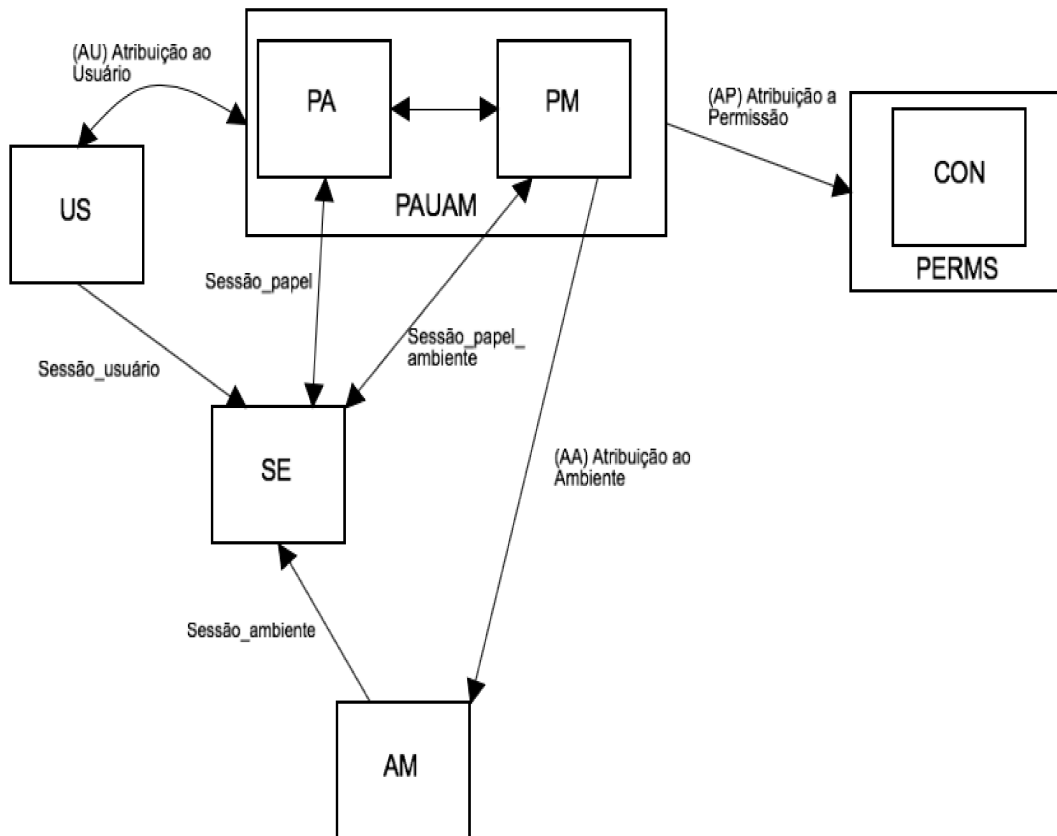 (AU) Atribuição ao
Usuário
PA
PM
(AP) Atribuição a
Permissão
CON
US
PAUAM
PERMS
Sessão_papel
Sessão_papel_
ambiente
Sessão_usuário
SE
(AA) Atribuição ao
Ambiente
Sessão_ambiente
AM